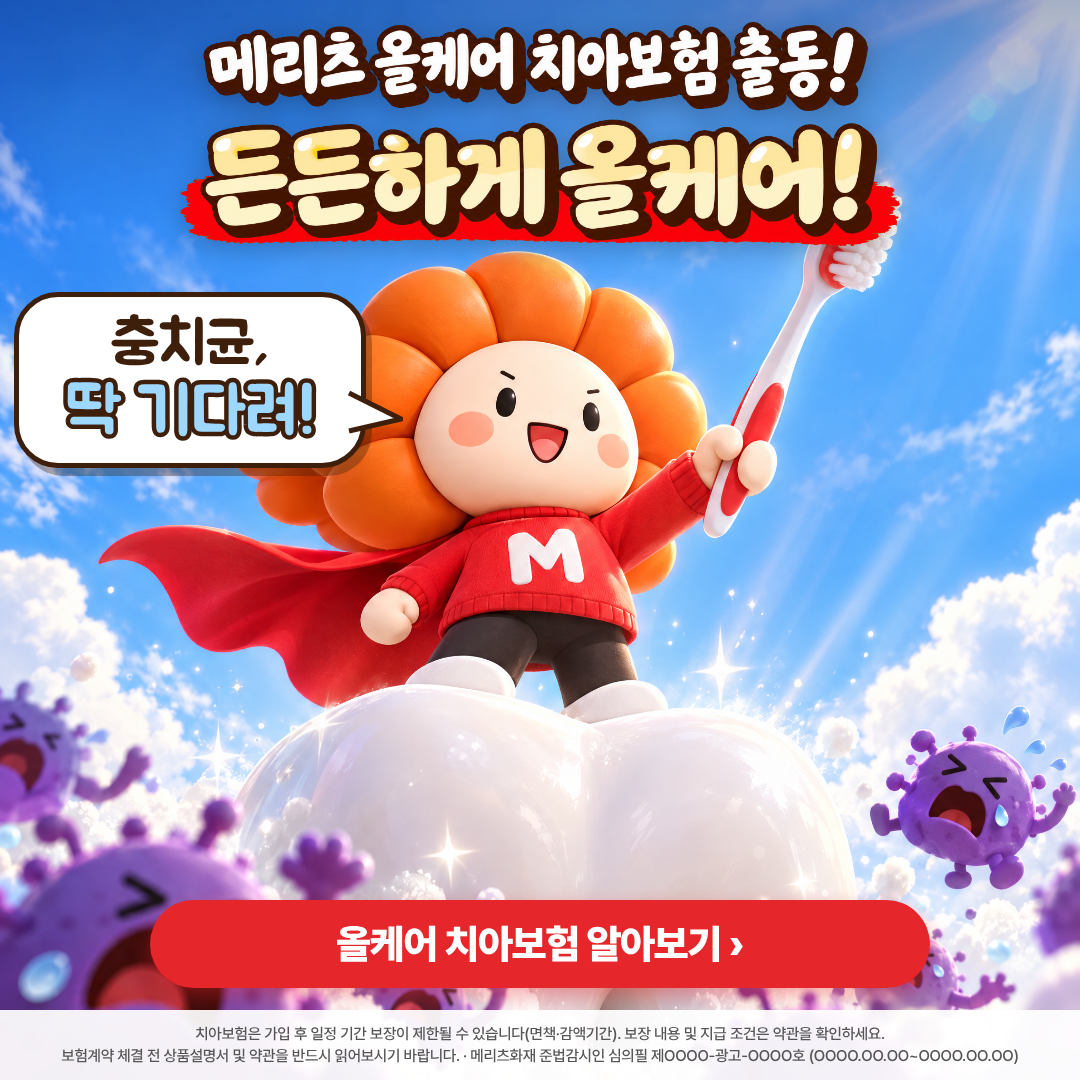 메리츠 올케어 치아보험 출동!
든든하게 올케어!
충치균,
딱 기다려!
M
올케어 치아보험 알아보기 ›
치아보험은 가입 후 일정 기간 보장이 제한될 수 있습니다(면책·감액기간). 보장 내용 및 지급 조건은 약관을 확인하세요.
보험계약 체결 전 상품설명서 및 약관을 반드시 읽어보시기 바랍니다. · 메리츠화재 준법감시인 심의필 제OOOO-광고-OOOO호 (OOOO.OO.OO~OOOO.OO.OO)